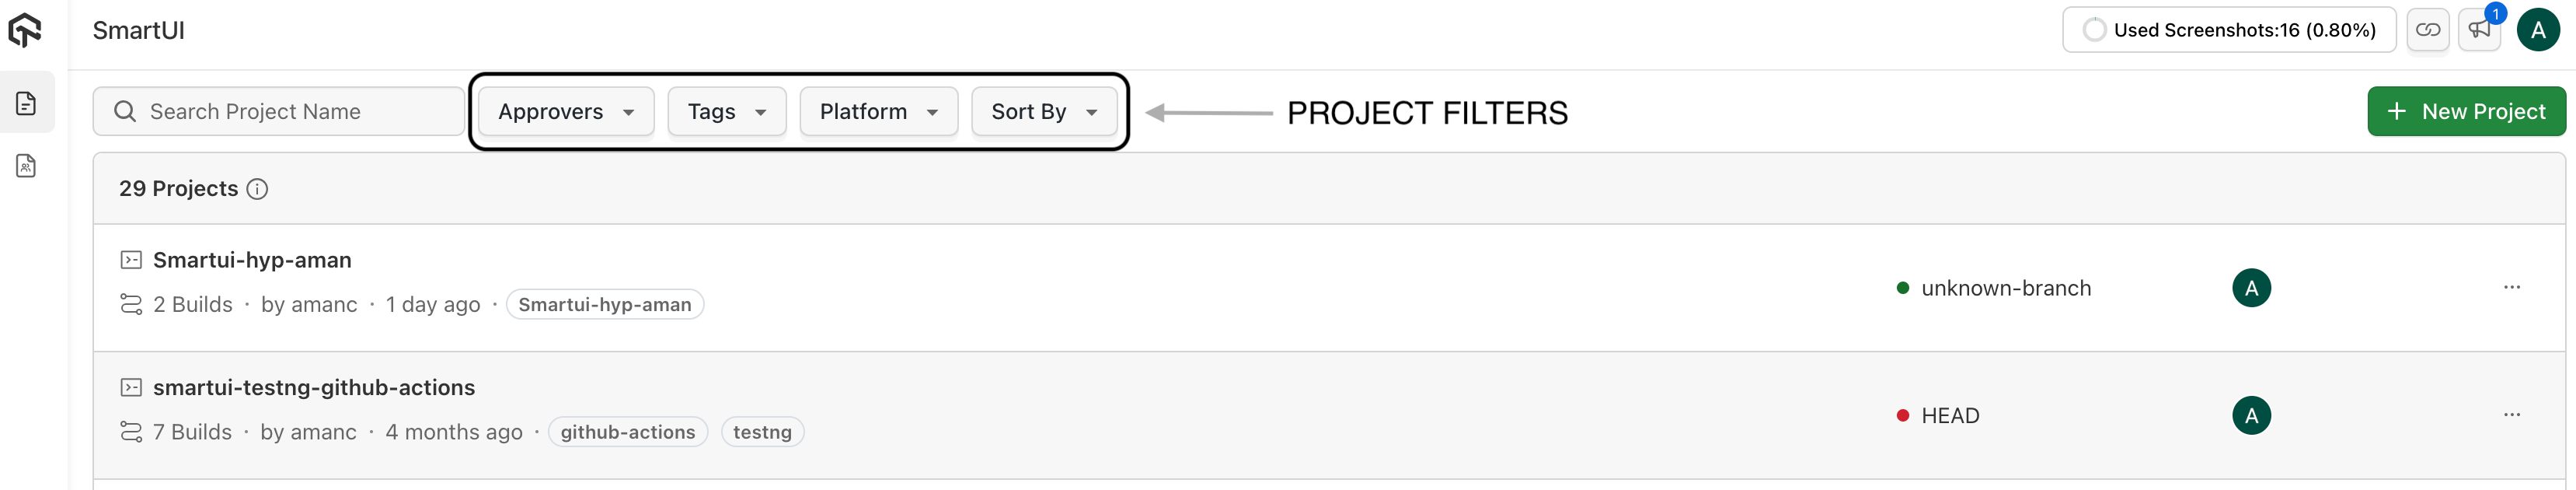 SmartUI
Used Screenshots:16 (0.80%)
1
A
Search Project Name
Approvers
Tags
Platform
Sort By
PROJECT FILTERS
+ New Project
29 Projects
Smartui-hyp-aman
2 Builds · by amanc · 1 day ago · Smartui-hyp-aman
unknown-branch
A
smartui-testng-github-actions
7 Builds · by amanc · 4 months ago · github-actions testng
HEAD
A